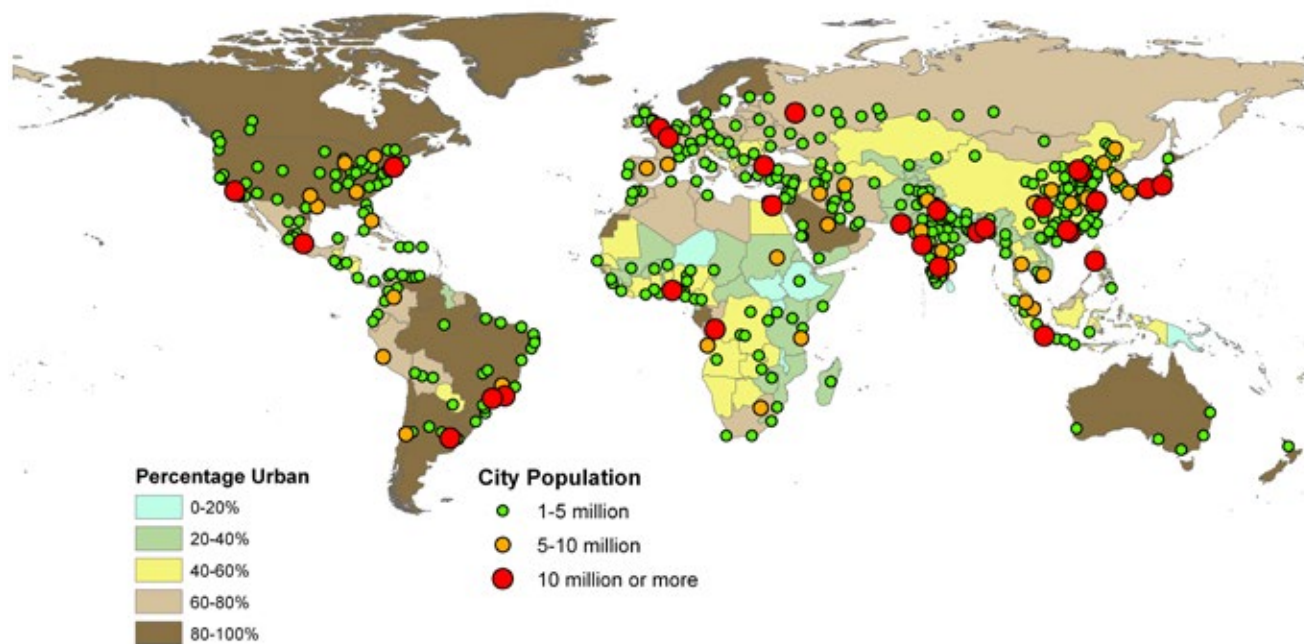 Percentage Urban
0-20%
20-40%
40-60%
60-80%
80-100%
City Population
1-5 million
5-10 million
10 million or more